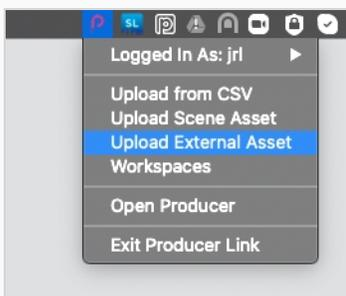 SL
Logged In As: jrl
Upload from CSV
Upload Scene Asset
Upload External Asset
Workspaces
Open Producer
Exit Producer Link